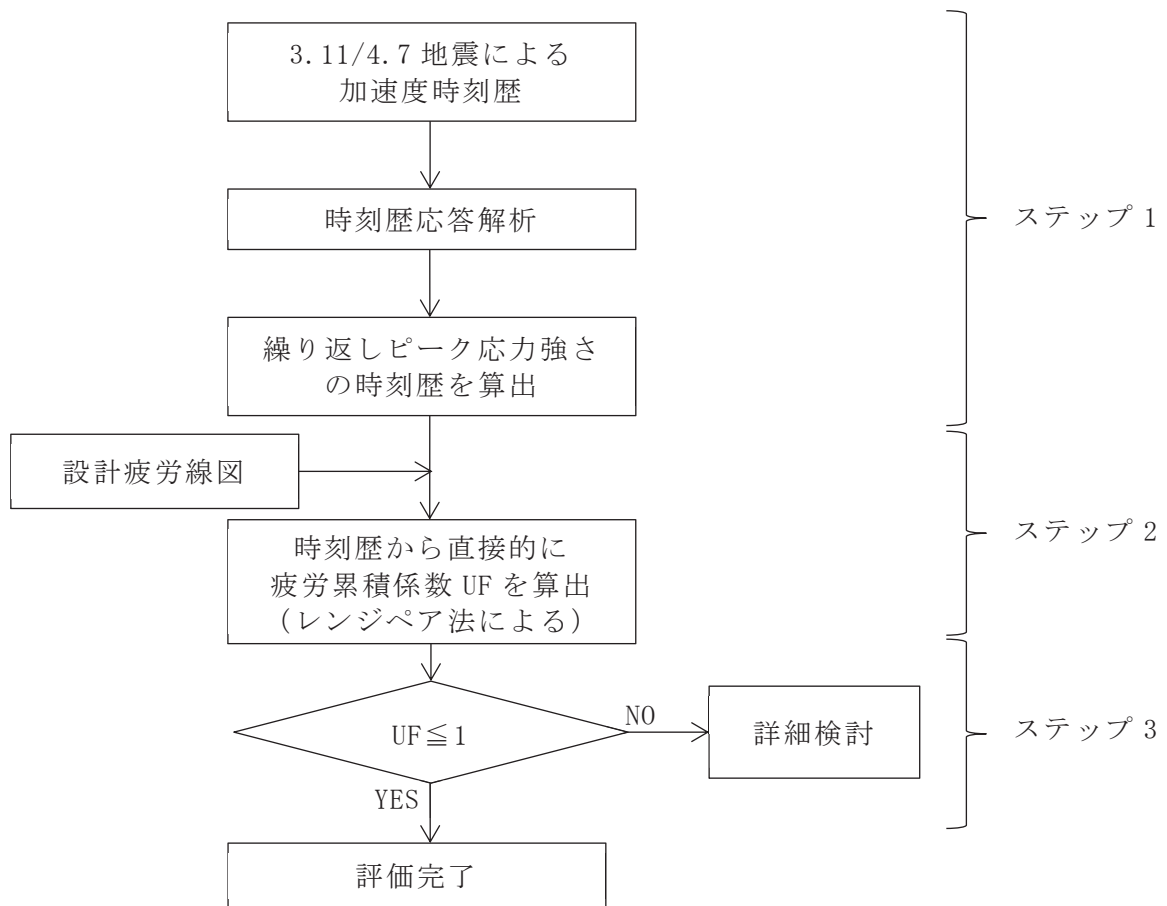 3.11/4.7 地震による
加速度時刻歴
時刻歴応答解析
ステップ 1
繰り返しピーク応力強さ
の時刻歴を算出
設計疲労線図
ステップ 2
時刻歴から直接的に
疲労累積係数 UF を算出
(レンジペア法による)
UF≦1
NO
詳細検討
ステップ 3
YES
評価完了